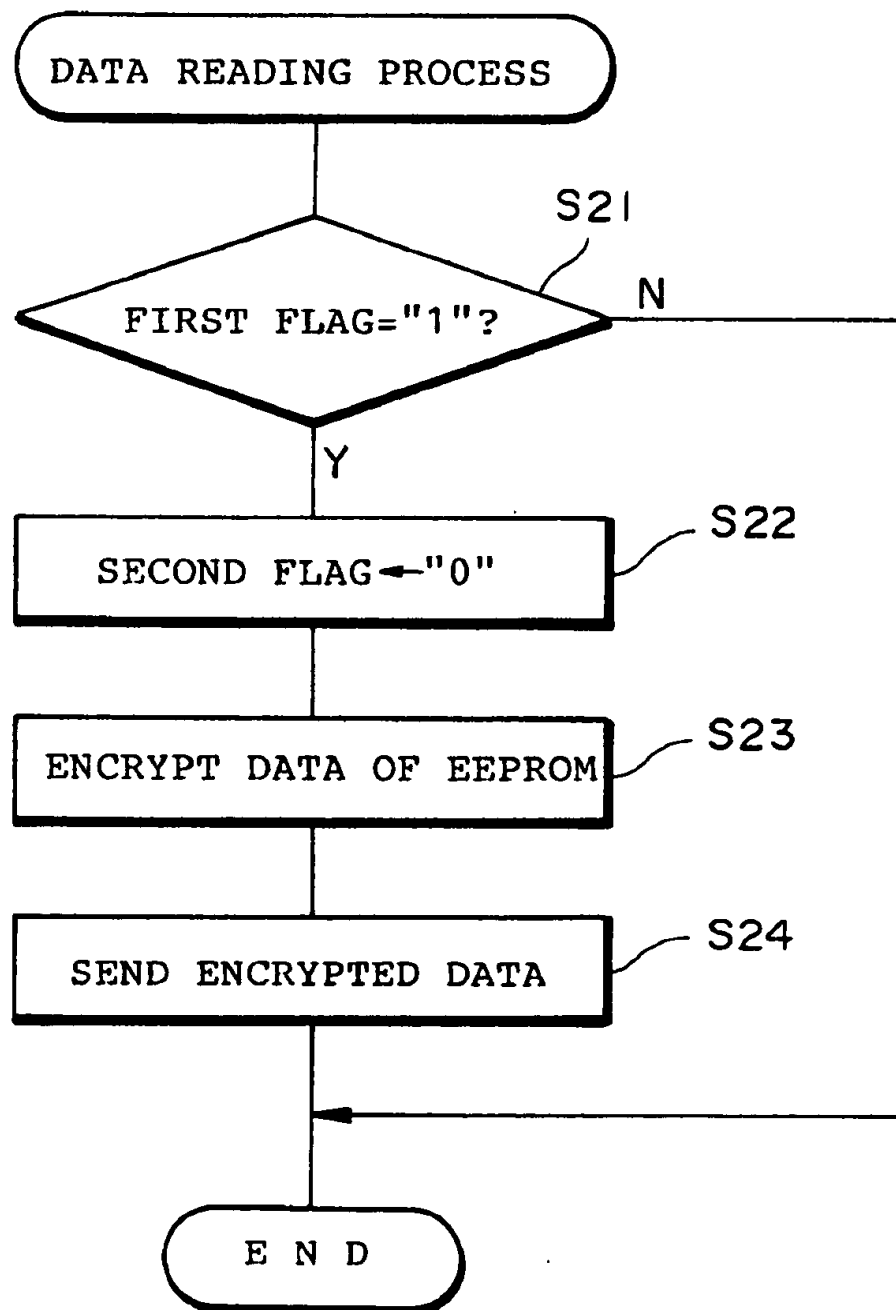 DATA READING PROCESS
S21
FIRST FLAG="1"?
N
Y
S22
SECOND FLAG←"0"
S23
ENCRYPT DATA OF EEPROM
S24
SEND ENCRYPTED DATA
E N D